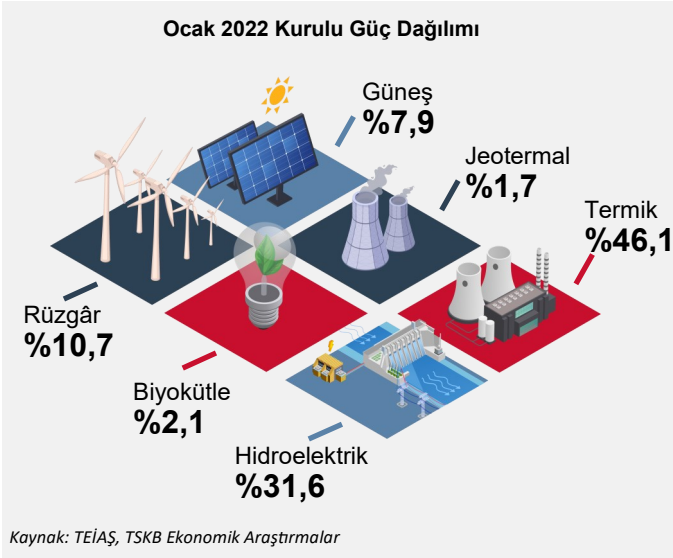 Ocak 2022 Kurulu Güç Dağılımı
Güneş
%7,9
Jeotermal
%1,7
Termik
%46,1
Rüzgâr
%10,7
Biyokütle
%2,1
Hidroelektrik
%31,6
Kaynak: TEİAŞ, TSKB Ekonomik Araştırmalar